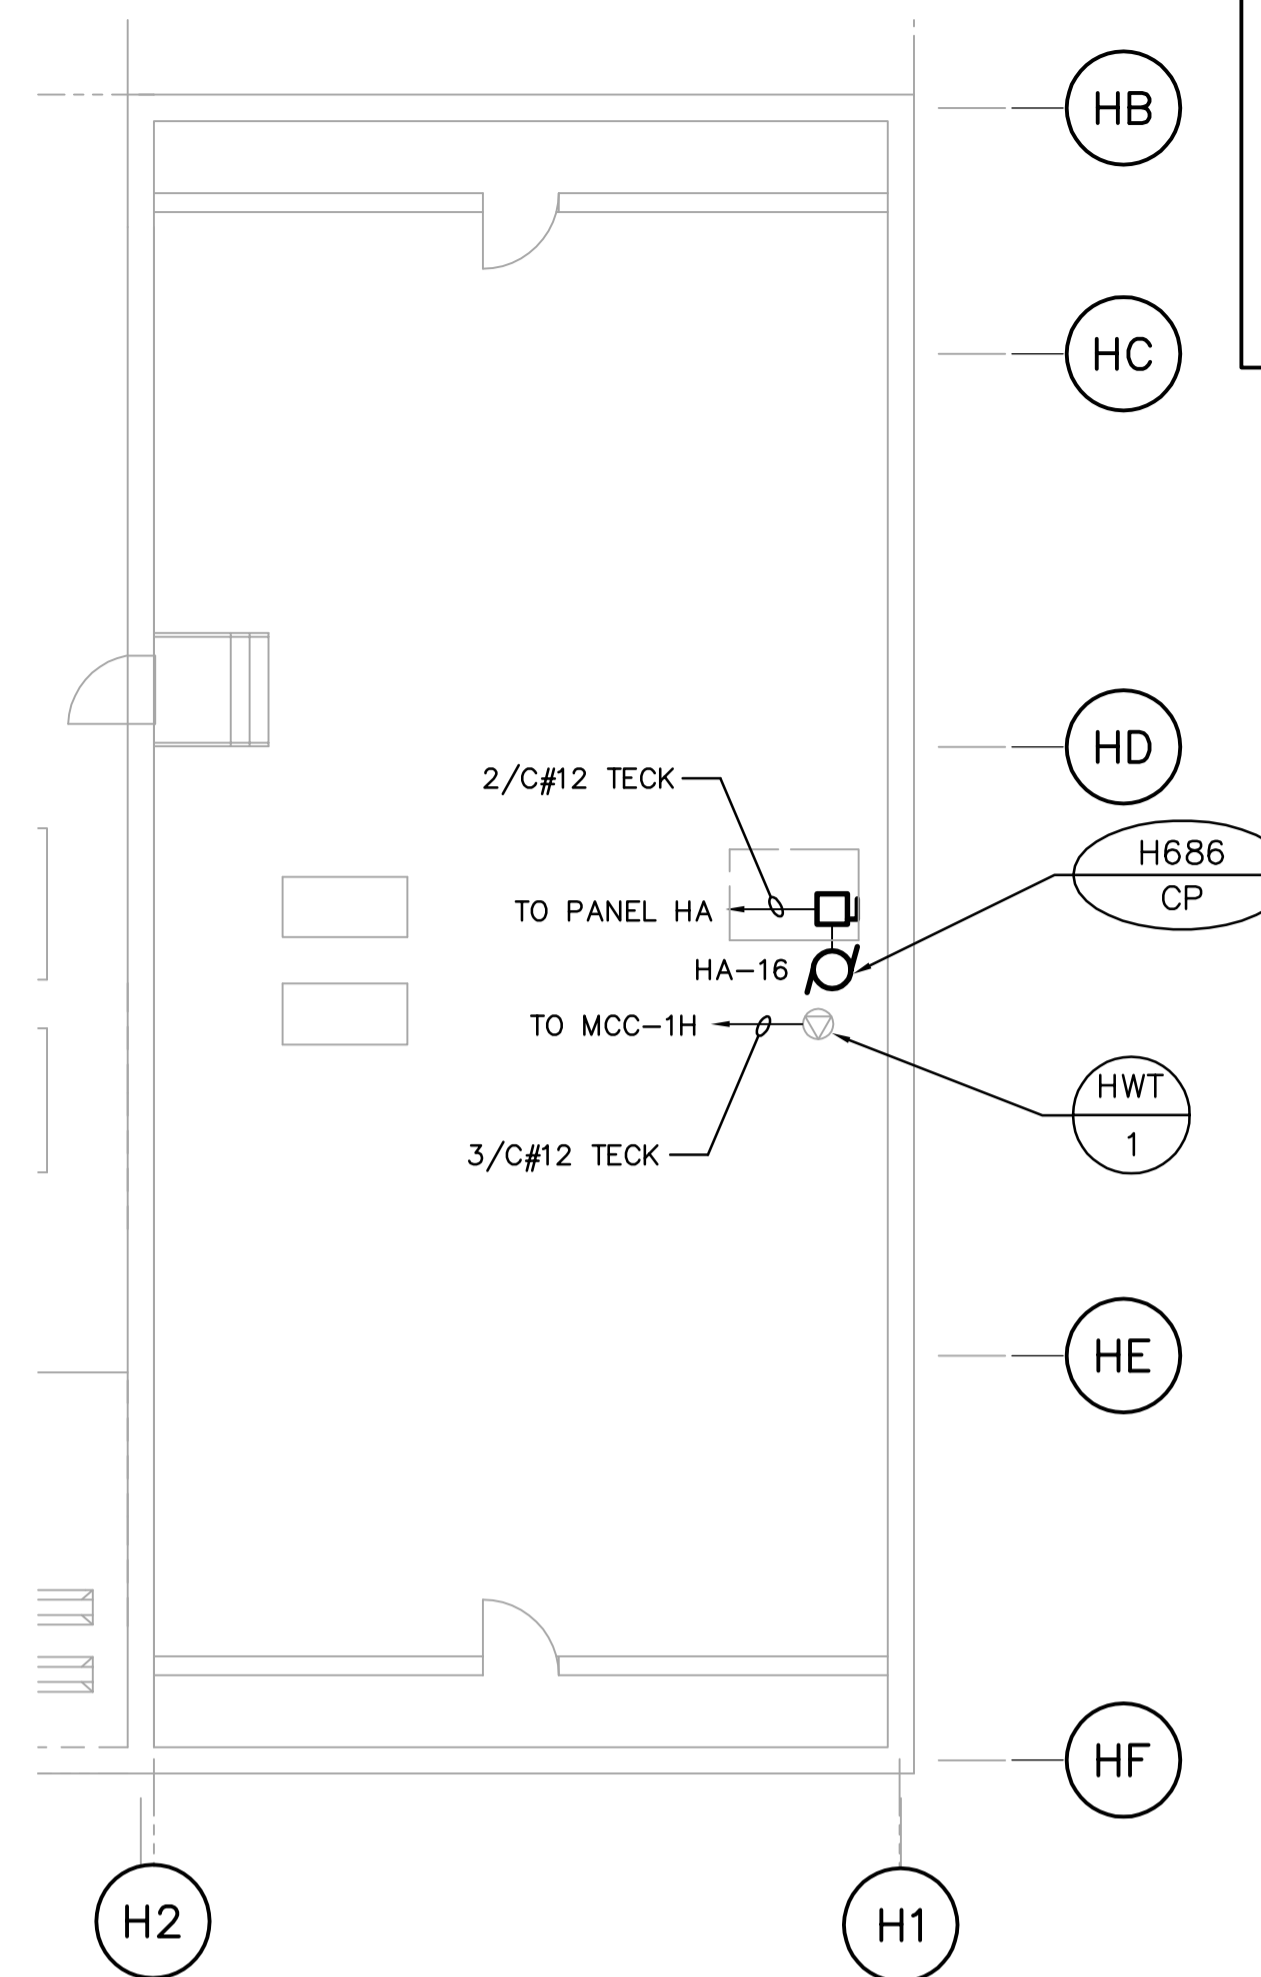 HB
HC
HD
2/C#12 TECK
H686
CP
TO PANEL HA
HA-16
TO MCC-1H
HWT
1
3/C#12 TECK
HE
HF
H2
H1